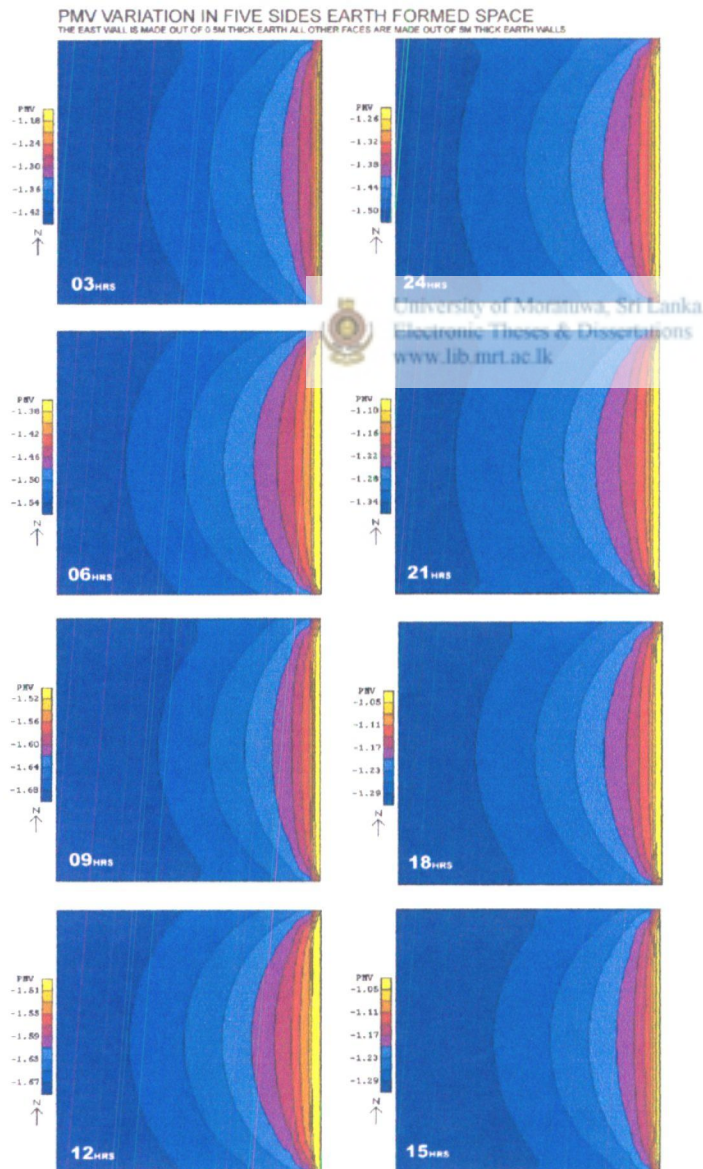 PMV VARIATION IN FIVE SIDES EARTH FORMED SPACE
THE EAST WALL IS MADE OUT OF 0.5M THICK EARTH ALL OTHER FACES ARE MADE OUT OF 5M THICK EARTH WALLS
PMV
-1.18
-1.24
-1.30
-1.36
-1.42
N
03HRS
PMV
-1.26
-1.32
-1.38
-1.44
-1.50
N
24HRS
University of Moratuwa, Sri Lanka
Electronic Theses & Dissertations
www.lib.mrt.ac.lk
PMV
-1.38
-1.42
-1.46
-1.50
-1.54
N
06HRS
PMV
-1.10
-1.16
-1.22
-1.28
-1.34
N
21HRS
PMV
-1.52
-1.56
-1.60
-1.64
-1.68
N
09HRS
PMV
-1.05
-1.11
-1.17
-1.23
-1.29
N
18HRS
PMV
-1.51
-1.55
-1.59
-1.63
-1.67
N
12HRS
PMV
-1.05
-1.11
-1.17
-1.23
-1.29
N
15HRS